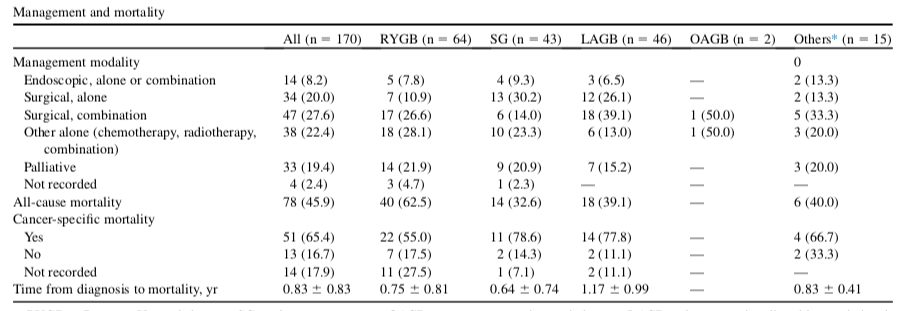 Management and mortality
All (n = 170) RYGB (n = 64) SG (n = 43) LAGB (n = 46) OAGB (n = 2) Others* (n = 15)
Management modality 0
Endoscopic, alone or combination 14 (8.2) 5 (7.8) 4 (9.3) 3 (6.5) — 2 (13.3)
Surgical, alone 34 (20.0) 7 (10.9) 13 (30.2) 12 (26.1) — 2 (13.3)
Surgical, combination 47 (27.6) 17 (26.6) 6 (14.0) 18 (39.1) 1 (50.0) 5 (33.3)
Other alone (chemotherapy, radiotherapy, 38 (22.4) 18 (28.1) 10 (23.3) 6 (13.0) 1 (50.0) 3 (20.0)
combination)
Palliative 33 (19.4) 14 (21.9) 9 (20.9) 7 (15.2) — 3 (20.0)
Not recorded 4 (2.4) 3 (4.7) 1 (2.3) — — —
All-cause mortality 78 (45.9) 40 (62.5) 14 (32.6) 18 (39.1) — 6 (40.0)
Cancer-specific mortality
Yes 51 (65.4) 22 (55.0) 11 (78.6) 14 (77.8) — 4 (66.7)
No 13 (16.7) 7 (17.5) 2 (14.3) 2 (11.1) — 2 (33.3)
Not recorded 14 (17.9) 11 (27.5) 1 (7.1) 2 (11.1) — —
Time from diagnosis to mortality, yr 0.83 ± 0.83 0.75 ± 0.81 0.64 ± 0.74 1.17 ± 0.99 — 0.83 ± 0.41